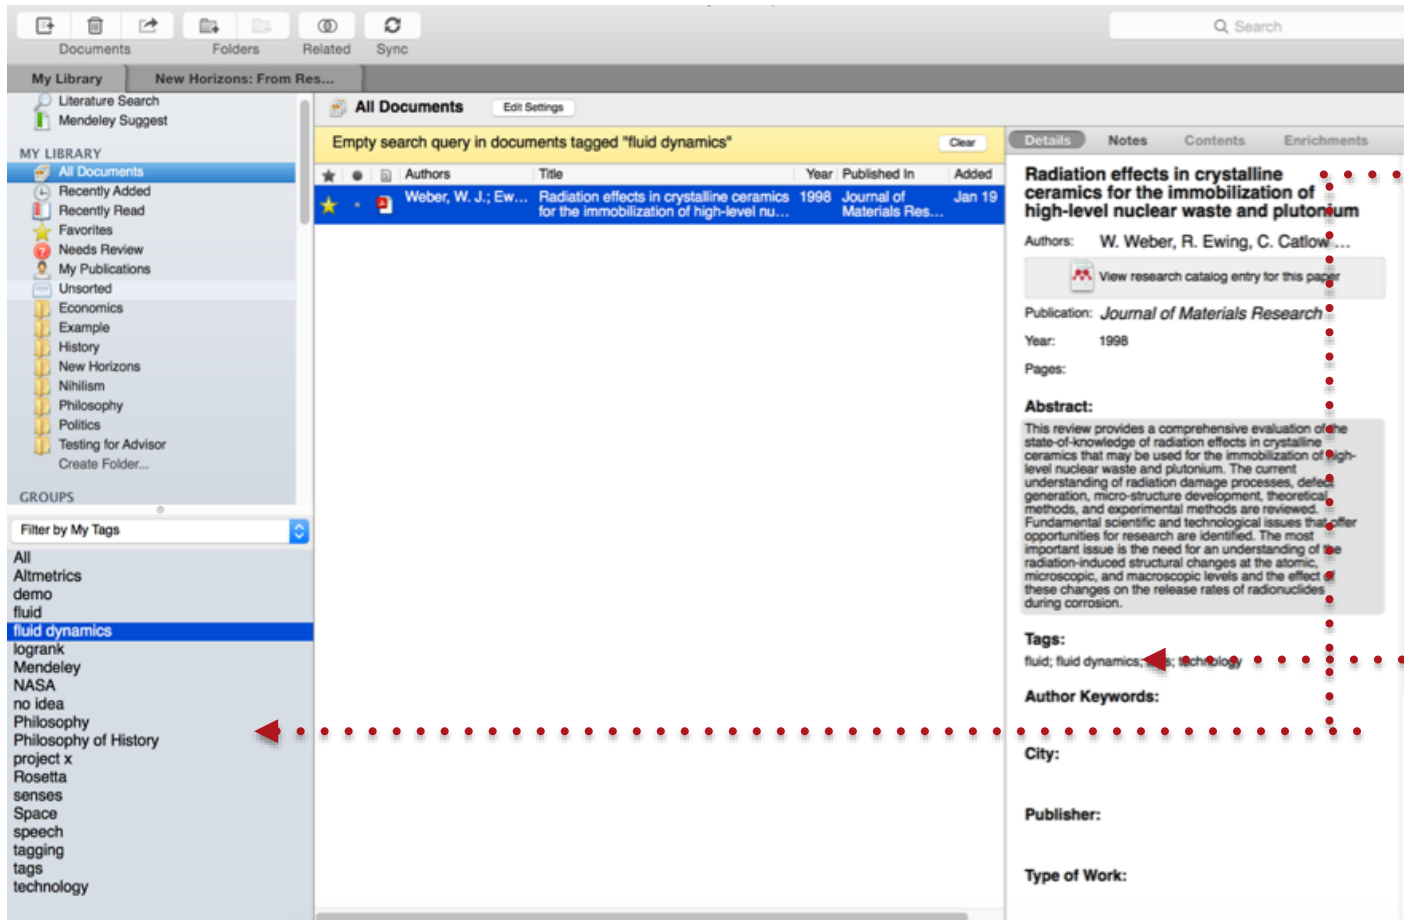 Documents
Folders
Related
Sync
Search
My Library
New Horizons: From Res...
Literature Search
Mendeley Suggest
MY LIBRARY
All Documents
Recently Added
Recently Read
Favorites
Needs Review
My Publications
Unsorted
Economics
Example
History
New Horizons
Nihilism
Philosophy
Politics
Testing for Advisor
Create Folder...
GROUPS
Filter by My Tags
All
Altmetrics
demo
fluid
fluid dynamics
logrank
Mendeley
NASA
no idea
Philosophy
Philosophy of History
project x
Rosetta
senses
Space
speech
tagging
tags
technology
All Documents
Edit Settings
Empty search query in documents tagged "fluid dynamics"
Clear
Authors Title Year Published In Added
Weber, W. J.; Ew... Radiation effects in crystalline ceramics 1998 Journal of Jan 19
for the immobilization of high-level nu... Materials Res...
Details Notes Contents Enrichments
Radiation effects in crystalline
ceramics for the immobilization of
high-level nuclear waste and plutonium
Authors: W. Weber, R. Ewing, C. Catlow ...
View research catalog entry for this paper
Publication: Journal of Materials Research
Year: 1998
Pages:
Abstract:
This review provides a comprehensive evaluation of the
state-of-knowledge of radiation effects in crystalline
ceramics that may be used for the immobilization of high-
level nuclear waste and plutonium. The current
understanding of radiation damage processes, defect
generation, micro-structure development, theoretical
methods, and experimental methods are reviewed.
Fundamental scientific and technological issues that offer
opportunities for research are identified. The most
important issue is the need for an understanding of the
radiation-induced structural changes at the atomic,
microscopic, and macroscopic levels and the effect of
these changes on the release rates of radionuclides
during corrosion.
Tags:
fluid; fluid dynamics; technology
Author Keywords:
City:
Publisher:
Type of Work: